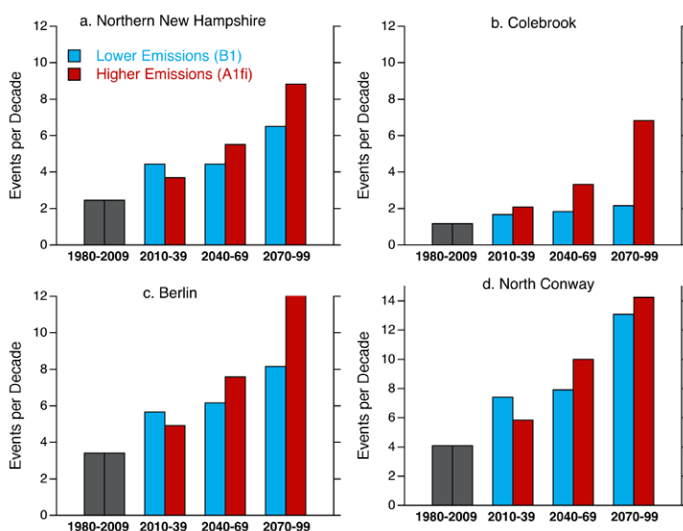 a. Northern New Hampshire
Lower Emissions (B1)
Higher Emissions (A1fi)
Events per Decade
12
10
8
6
4
2
0
1980-2009 2010-39 2040-69 2070-99
b. Colebrook
Events per Decade
12
10
8
6
4
2
0
1980-2009 2010-39 2040-69 2070-99
c. Berlin
Events per Decade
12
10
8
6
4
2
0
1980-2009 2010-39 2040-69 2070-99
d. North Conway
Events per Decade
14
12
10
8
6
4
2
0
1980-2009 2010-39 2040-69 2070-99